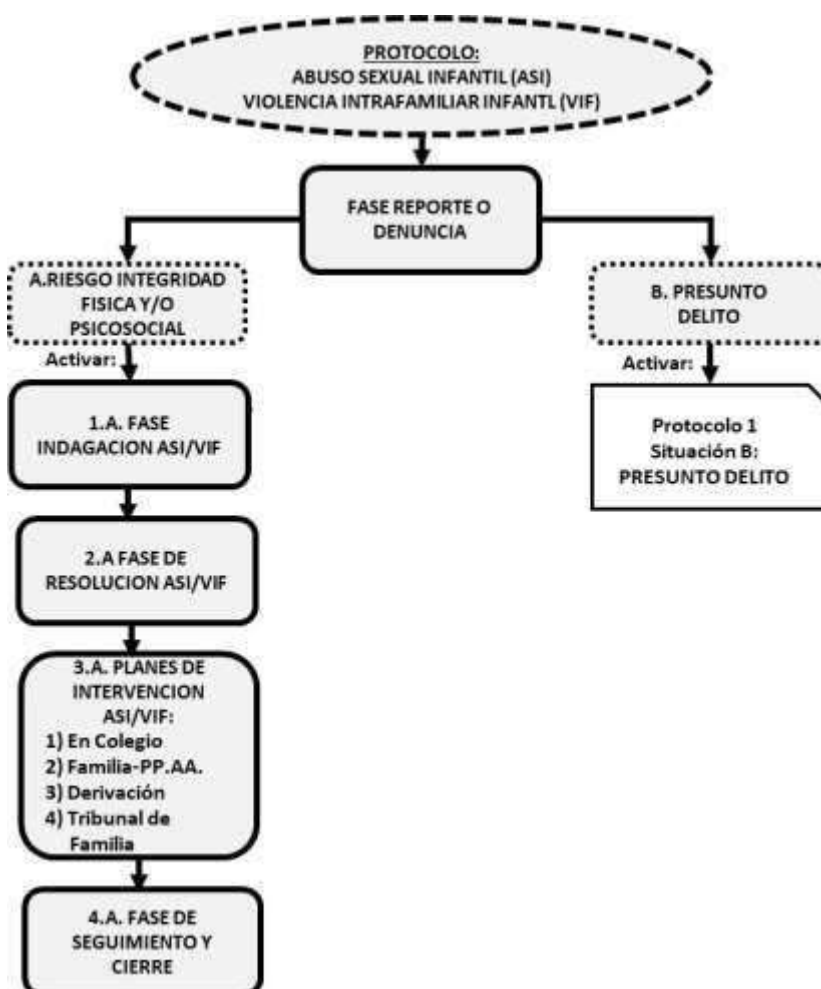 PROTOCOLO:
ABUSO SEXUAL INFANTIL (ASI)
VIOLENCIA INTRAFAMILIAR INFANTL (VIF)
FASE REPORTE O
DENUNCIA
A.RIESGO INTEGRIDAD
FISICA Y/O
PSICOSOCIAL
Activar:
1.A. FASE
INDAGACION ASI/VIF
2.A FASE DE
RESOLUCION ASI/VIF
3.A. PLANES DE
INTERVENCION
ASI/VIF:
1) En Colegio
2) Familia-PP.AA.
3) Derivación
4) Tribunal de
Familia
4.A. FASE DE
SEGUIMIENTO Y
CIERRE
B. PRESUNTO
DELITO
Activar:
Protocolo 1
Situación B:
PRESUNTO DELITO